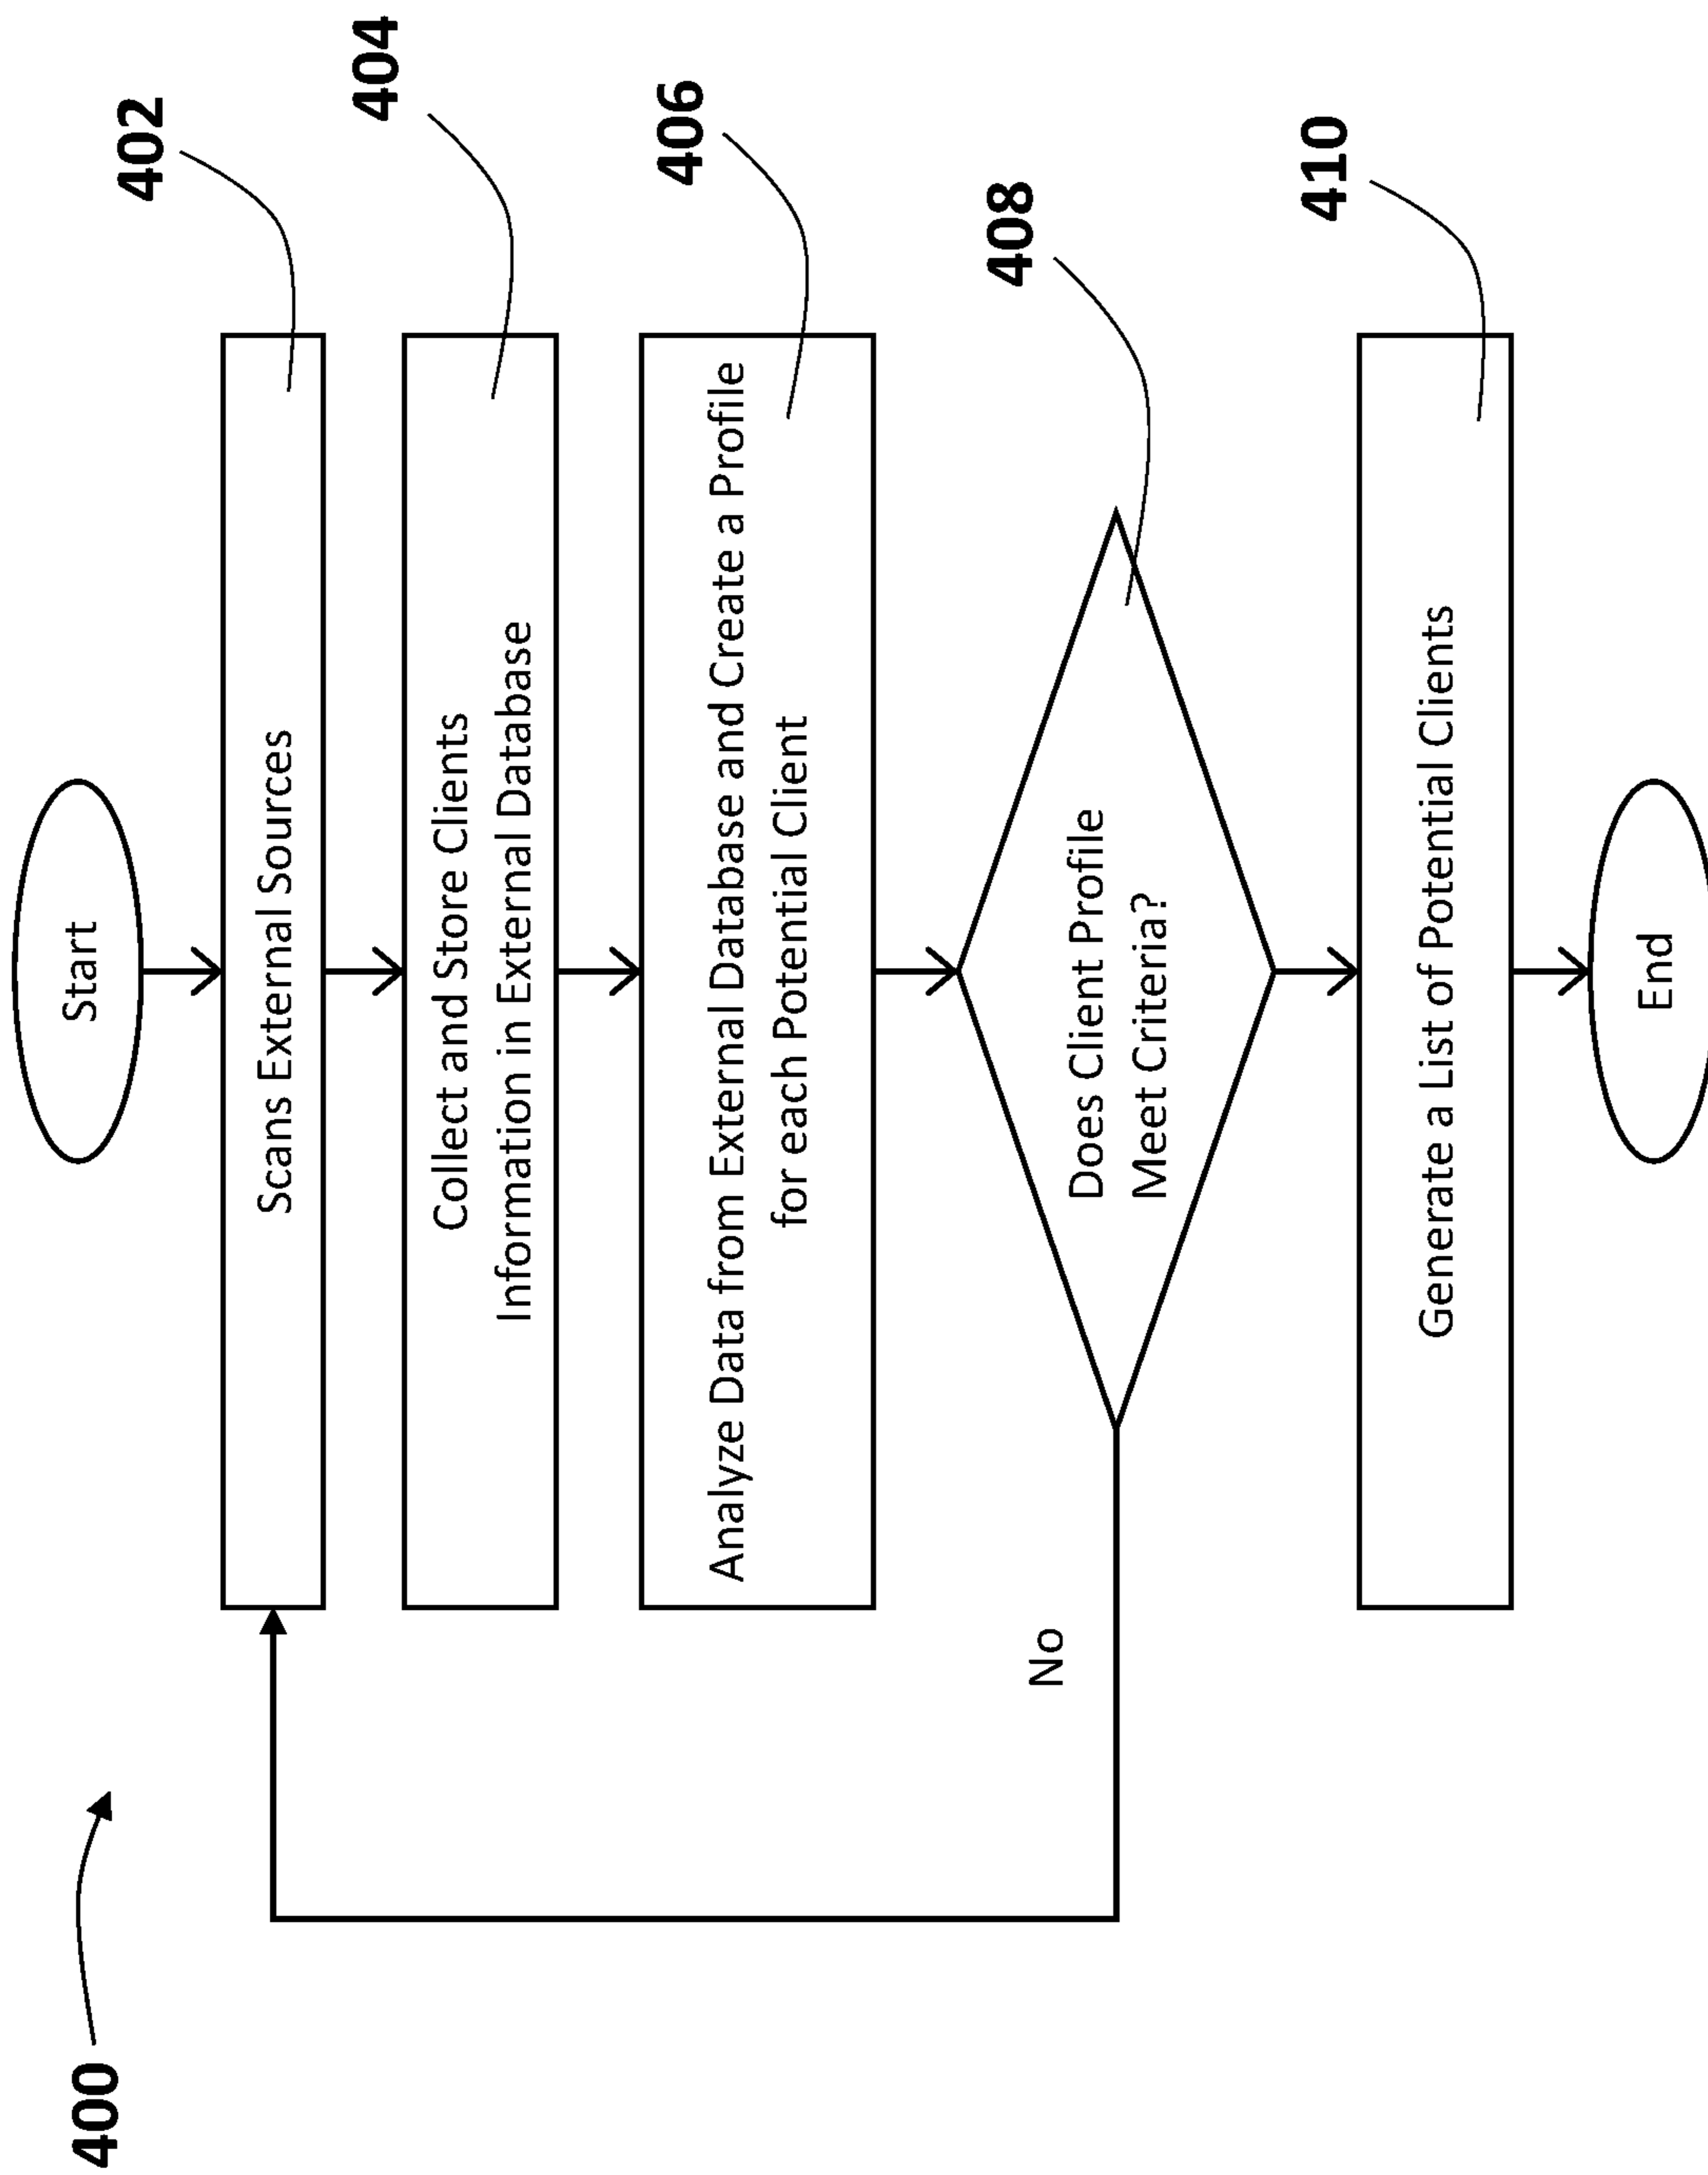 400
Start
402
Scans External Sources
404
Collect and Store Clients
Information in External Database
406
Analyze Data from External Database and Create a Profile
for each Potential Client
408
Does Client Profile
Meet Criteria?
No
410
Generate a List of Potential Clients
End